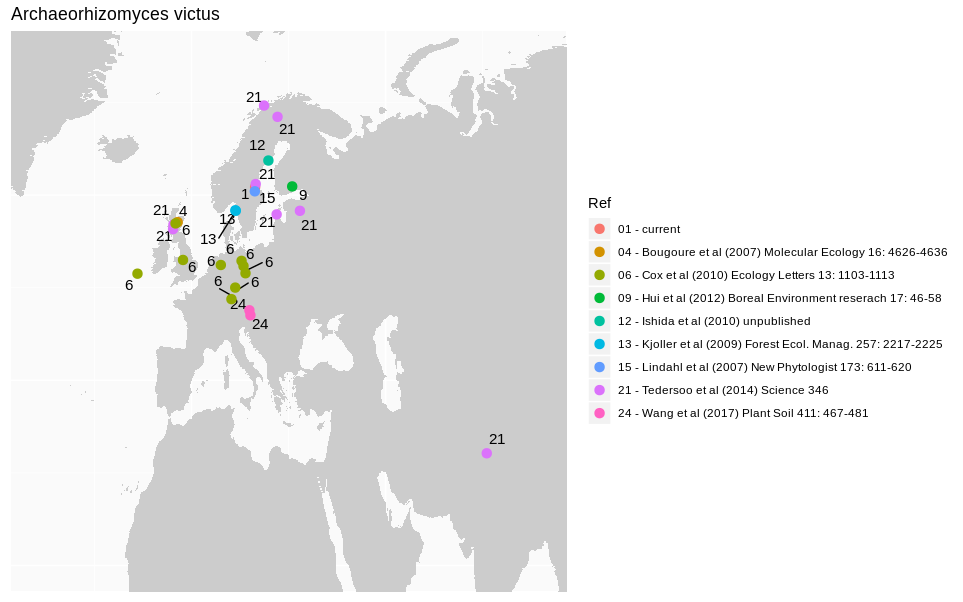 Archaeorhizomyces victus
21
21
12
21
1
15
9
21
4
13
21
21
6
21
13
6
6
6
6
6
6
6
6
24
24
21
Ref
01 - current
04 - Bougoure et al (2007) Molecular Ecology 16: 4626-4636
06 - Cox et al (2010) Ecology Letters 13: 1103-1113
09 - Hui et al (2012) Boreal Environment reserach 17: 46-58
12 - Ishida et al (2010) unpublished
13 - Kjoller et al (2009) Forest Ecol. Manag. 257: 2217-2225
15 - Lindahl et al (2007) New Phytologist 173: 611-620
21 - Tedersoo et al (2014) Science 346
24 - Wang et al (2017) Plant Soil 411: 467-481